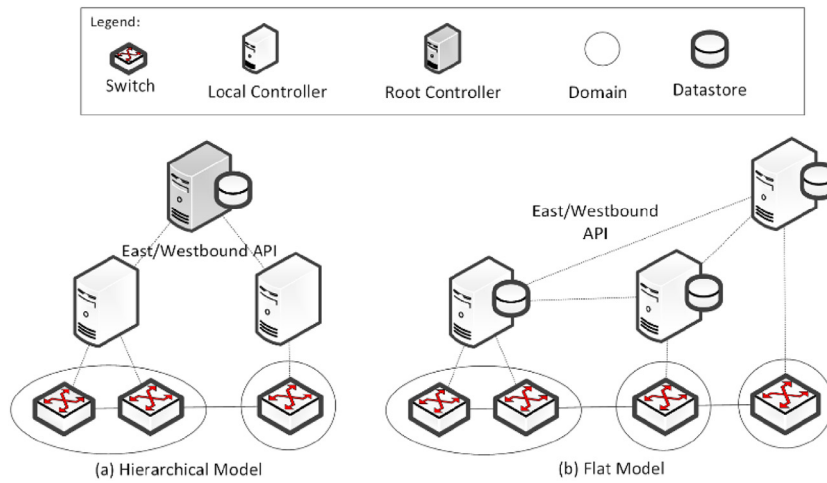 Legend:
Switch
Local Controller
Root Controller
Domain
Datastore
East/Westbound API
(a) Hierarchical Model
East/Westbound
API
(b) Flat Model